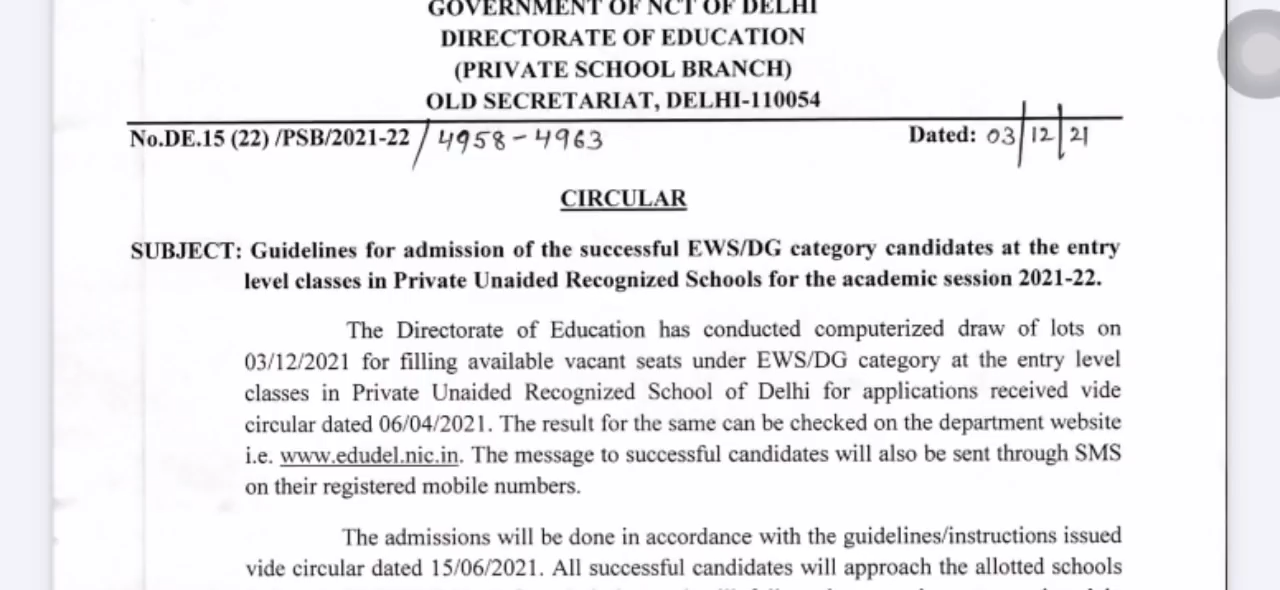 GOVERNMENT OF NCT OF DELHI
DIRECTORATE OF EDUCATION
(PRIVATE SCHOOL BRANCH)
OLD SECRETARIAT, DELHI-110054
No.DE.15 (22) /PSB/2021-22 / 4958-4963 Dated: 03/12/21
CIRCULAR
SUBJECT: Guidelines for admission of the successful EWS/DG category candidates at the entry
level classes in Private Unaided Recognized Schools for the academic session 2021-22.
The Directorate of Education has conducted computerized draw of lots on
03/12/2021 for filling available vacant seats under EWS/DG category at the entry level
classes in Private Unaided Recognized School of Delhi for applications received vide
circular dated 06/04/2021. The result for the same can be checked on the department website
i.e. www.edudel.nic.in. The message to successful candidates will also be sent through SMS
on their registered mobile numbers.
The admissions will be done in accordance with the guidelines/instructions issued
vide circular dated 15/06/2021. All successful candidates will approach the allotted schools